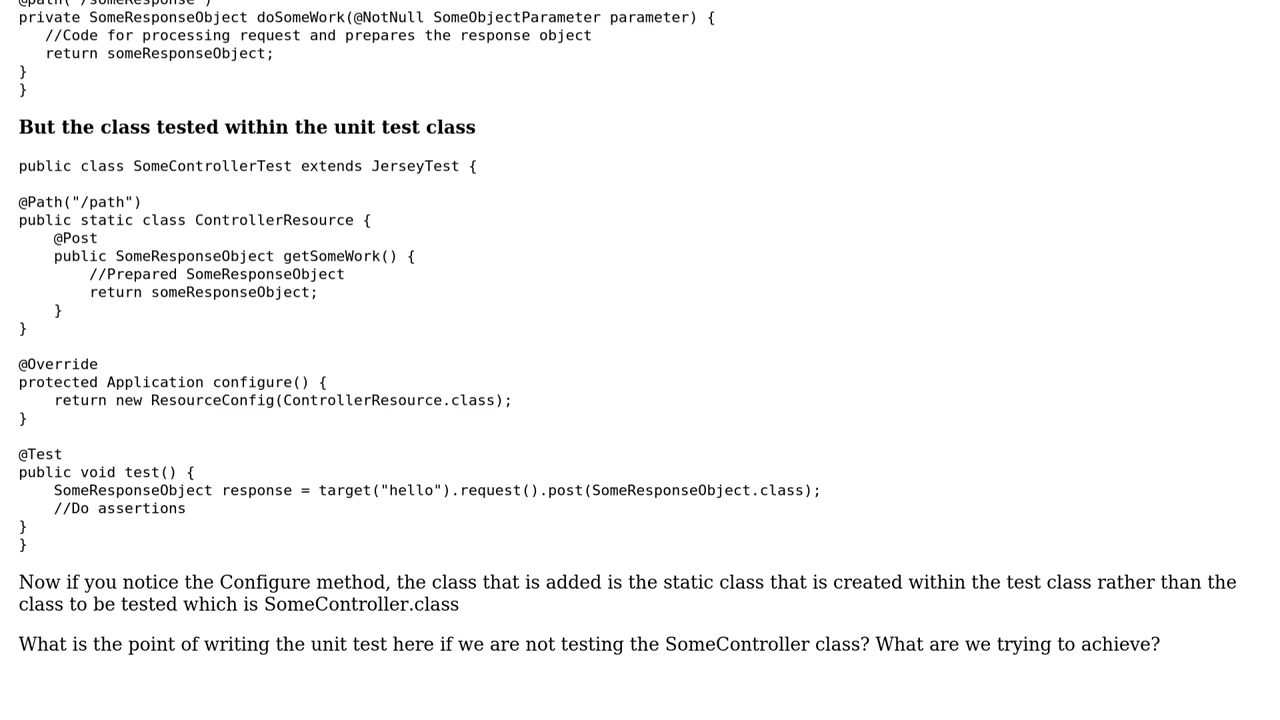 @path("/someResponse")
private SomeResponseObject doSomeWork(@NotNull SomeObjectParameter parameter) {
   //Code for processing request and prepares the response object
   return someResponseObject;
}
}
But the class tested within the unit test class
public class SomeControllerTest extends JerseyTest {
@Path("/path")
public static class ControllerResource {
    @Post
    public SomeResponseObject getSomeWork() {
        //Prepared SomeResponseObject
        return someResponseObject;
    }
}
@Override
protected Application configure() {
    return new ResourceConfig(ControllerResource.class);
}
@Test
public void test() {
    SomeResponseObject response = target("hello").request().post(SomeResponseObject.class);
    //Do assertions
}
}
Now if you notice the Configure method, the class that is added is the static class that is created within the test class rather than the
class to be tested which is SomeController.class
What is the point of writing the unit test here if we are not testing the SomeController class? What are we trying to achieve?